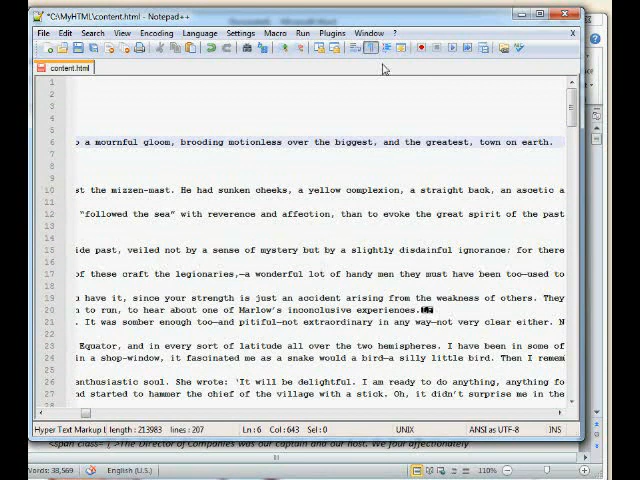 *C:\MyHTML\content.html - Notepad++
File Edit Search View Encoding Language Settings Macro Run Plugins Window ? X
content.html
1
2
3
4
5
6 o a mournful gloom, brooding motionless over the biggest, and the greatest, town on earth.
7
8
9
10 st the mizzen-mast. He had sunken cheeks, a yellow complexion, a straight back, an ascetic a
11
12 "followed the sea" with reverence and affection, than to evoke the great spirit of the past
13
14
15 ide past, veiled not by a sense of mystery but by a slightly disdainful ignorance; for there
16
17 of these craft the legionaries,—a wonderful lot of handy men they must have been too—used to
18
19 u have it, since your strength is just an accident arising from the weakness of others. They
20 n to run, to hear about one of Marlow's inconclusive experiences.LF
21 . It was somber enough too—and pitiful—not extraordinary in any way—not very clear either. N
22
23 Equator, and in every sort of latitude all over the two hemispheres. I have been in some of
24 in a shop-window, it fascinated me as a snake would a bird—a silly little bird. Then I remem
25
26 enthusiastic soul. She wrote: 'It will be delightful. I am ready to do anything, anything fo
27 nd started to hammer the chief of the village with a stick. Oh, it didn't surprise me in the
Hyper Text Markup L length : 213983 lines : 207 Ln : 6 Col : 643 Sel : 0 UNIX ANSI as UTF-8 INS
>The Director of Companies was our captain and our host. We four affectionately
Words: 38,569 English (U.S.) 110%